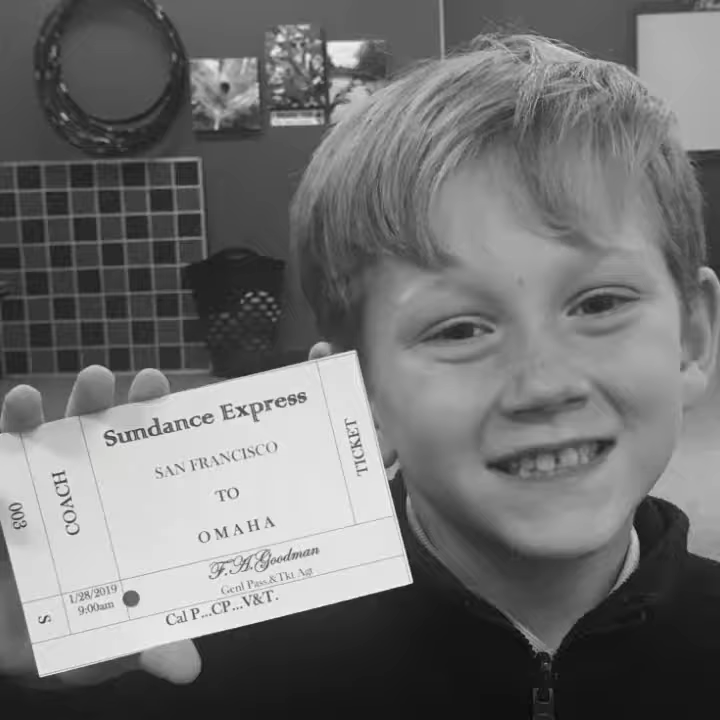 Sundance Express
SAN FRANCISCO
TO
OMAHA
TICKET
003
COACH
F.A.Goodman
Genl Pass.&Tkt Agt
S
1/28/2019
9:00am
Cal P...CP...V&T.